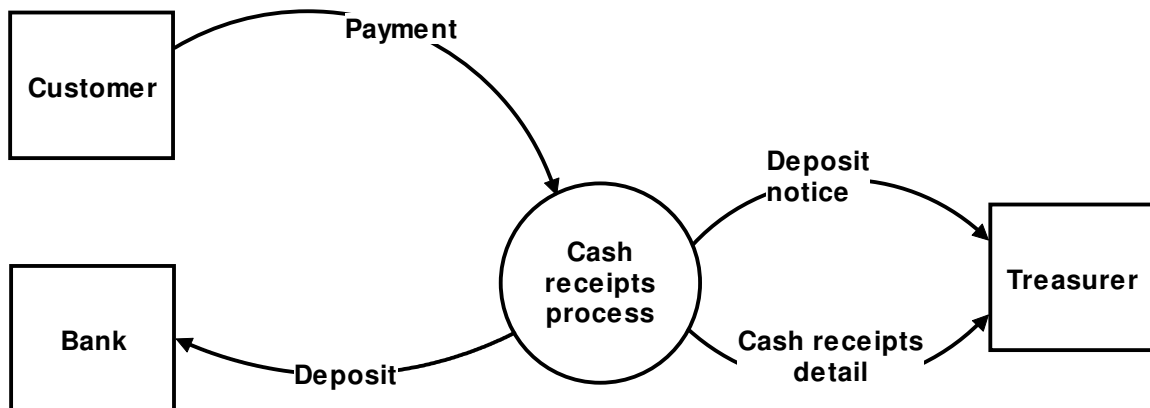 Payment
Customer
Deposit
notice
Cash
receipts
process
Treasurer
Bank
Cash receipts
detail
Deposit